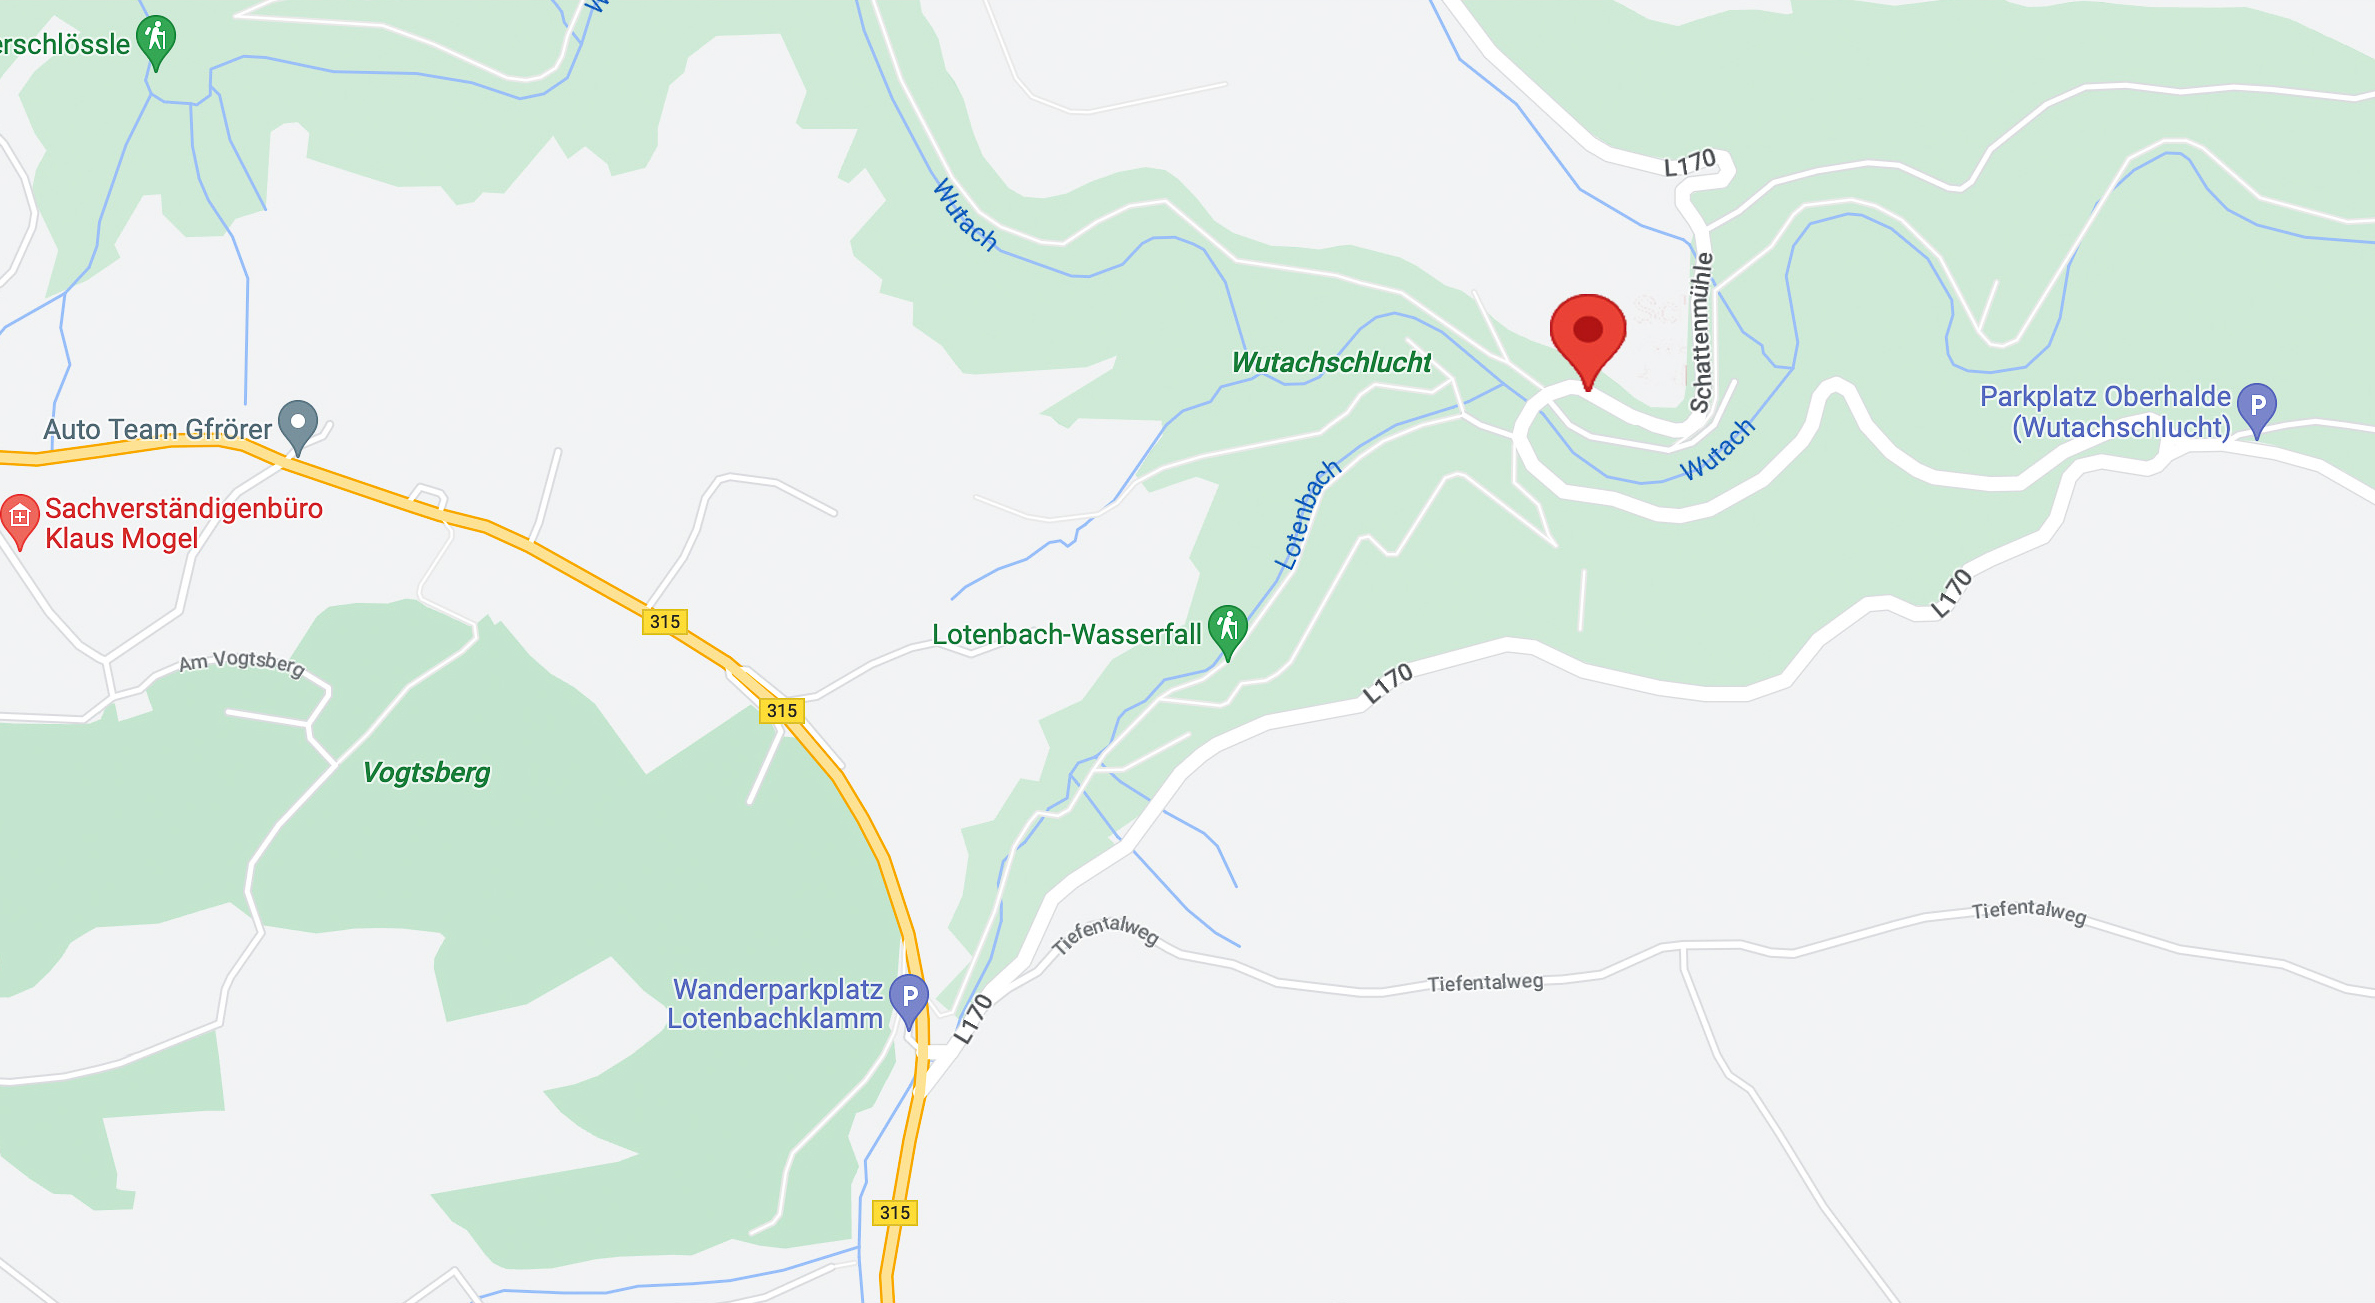 erschlössle
W
L170
Wutach
Schattenmühle
Wutachschlucht
Parkplatz Oberhalde
(Wutachschlucht)
Auto Team Gfrörer
Wutach
Sachverständigenbüro
Klaus Mogel
Lotenbach
L170
315
Lotenbach-Wasserfall
Am Vogtsberg
L170
315
Vogtsberg
Tiefentalweg
Tiefentalweg
Tiefentalweg
Wanderparkplatz
Lotenbachklamm
L170
315